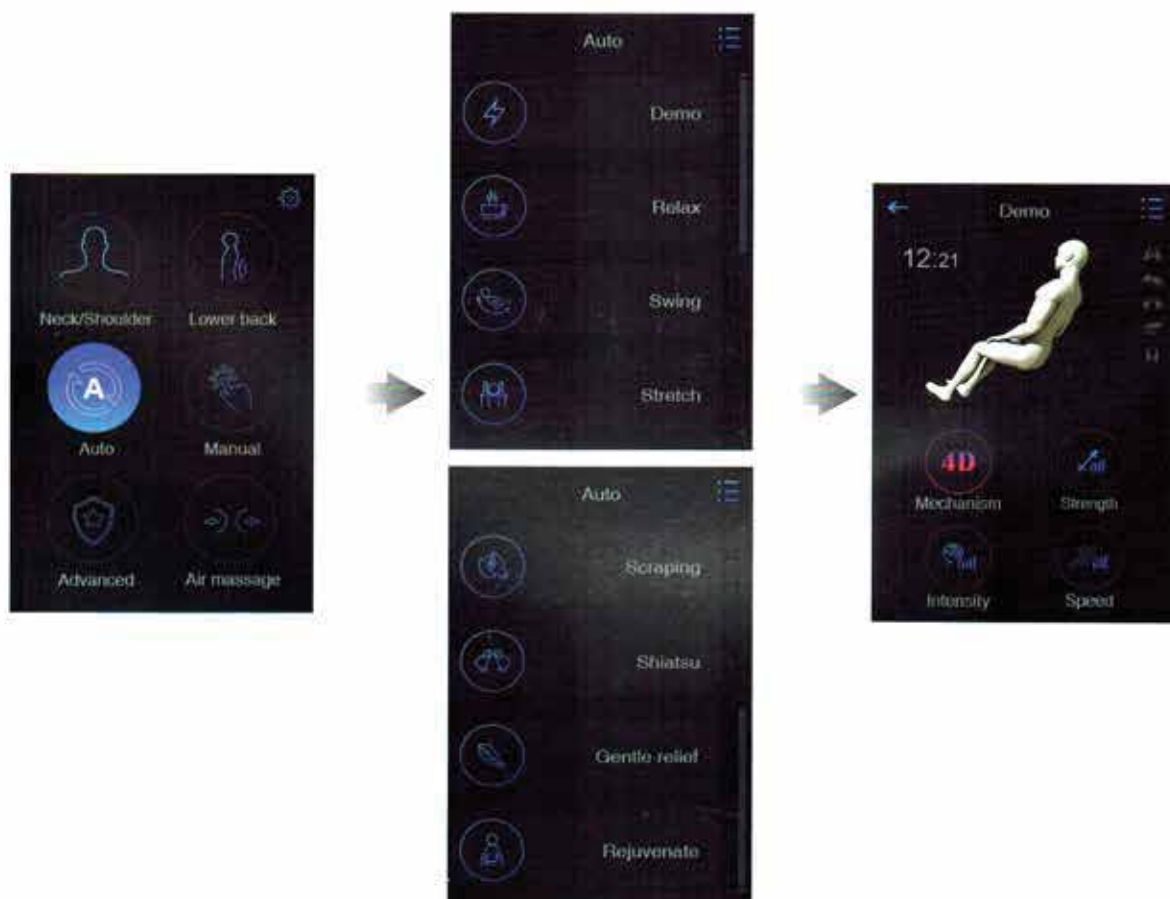 Neck/Shoulder
Lower back
A
Auto
Manual
Advanced
Air massage
Auto
Demo
Relax
Swing
Stretch
Auto
Scraping
Shiatsu
Gentle relief
Rejuvenate
Demo
12:21
4D
Mechanism
Strength
Intensity
Speed